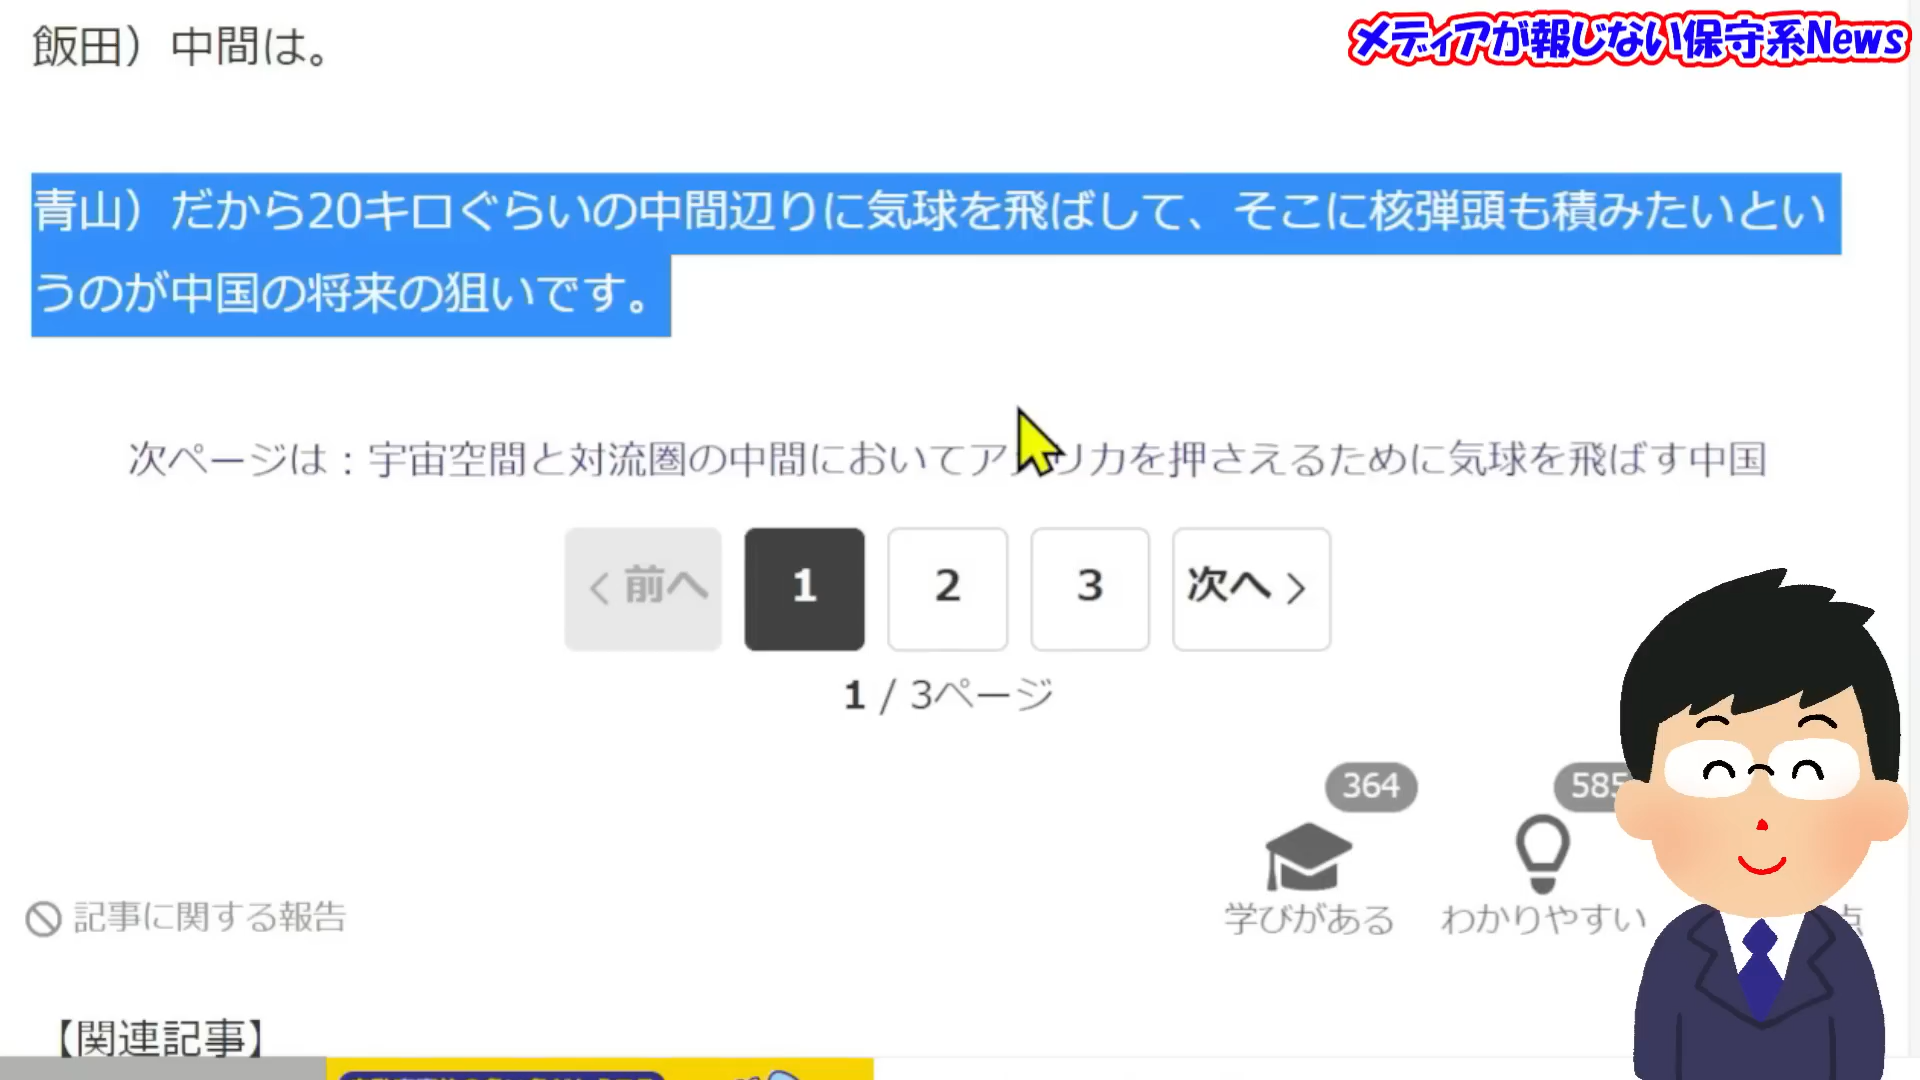 飯田）中間は。
メディアが報じない保守系News
青山）だから20キロぐらいの中間辺りに気球を飛ばして、そこに核弾頭も積みたいとい
うのが中国の将来の狙いです。
次ページは：宇宙空間と対流圏の中間においてアメリカを押さえるために気球を飛ばす中国
前へ 1 2 3 次へ
1 / 3ページ
364 585
記事に関する報告 学びがある わかりやすい 点
【関連記事】